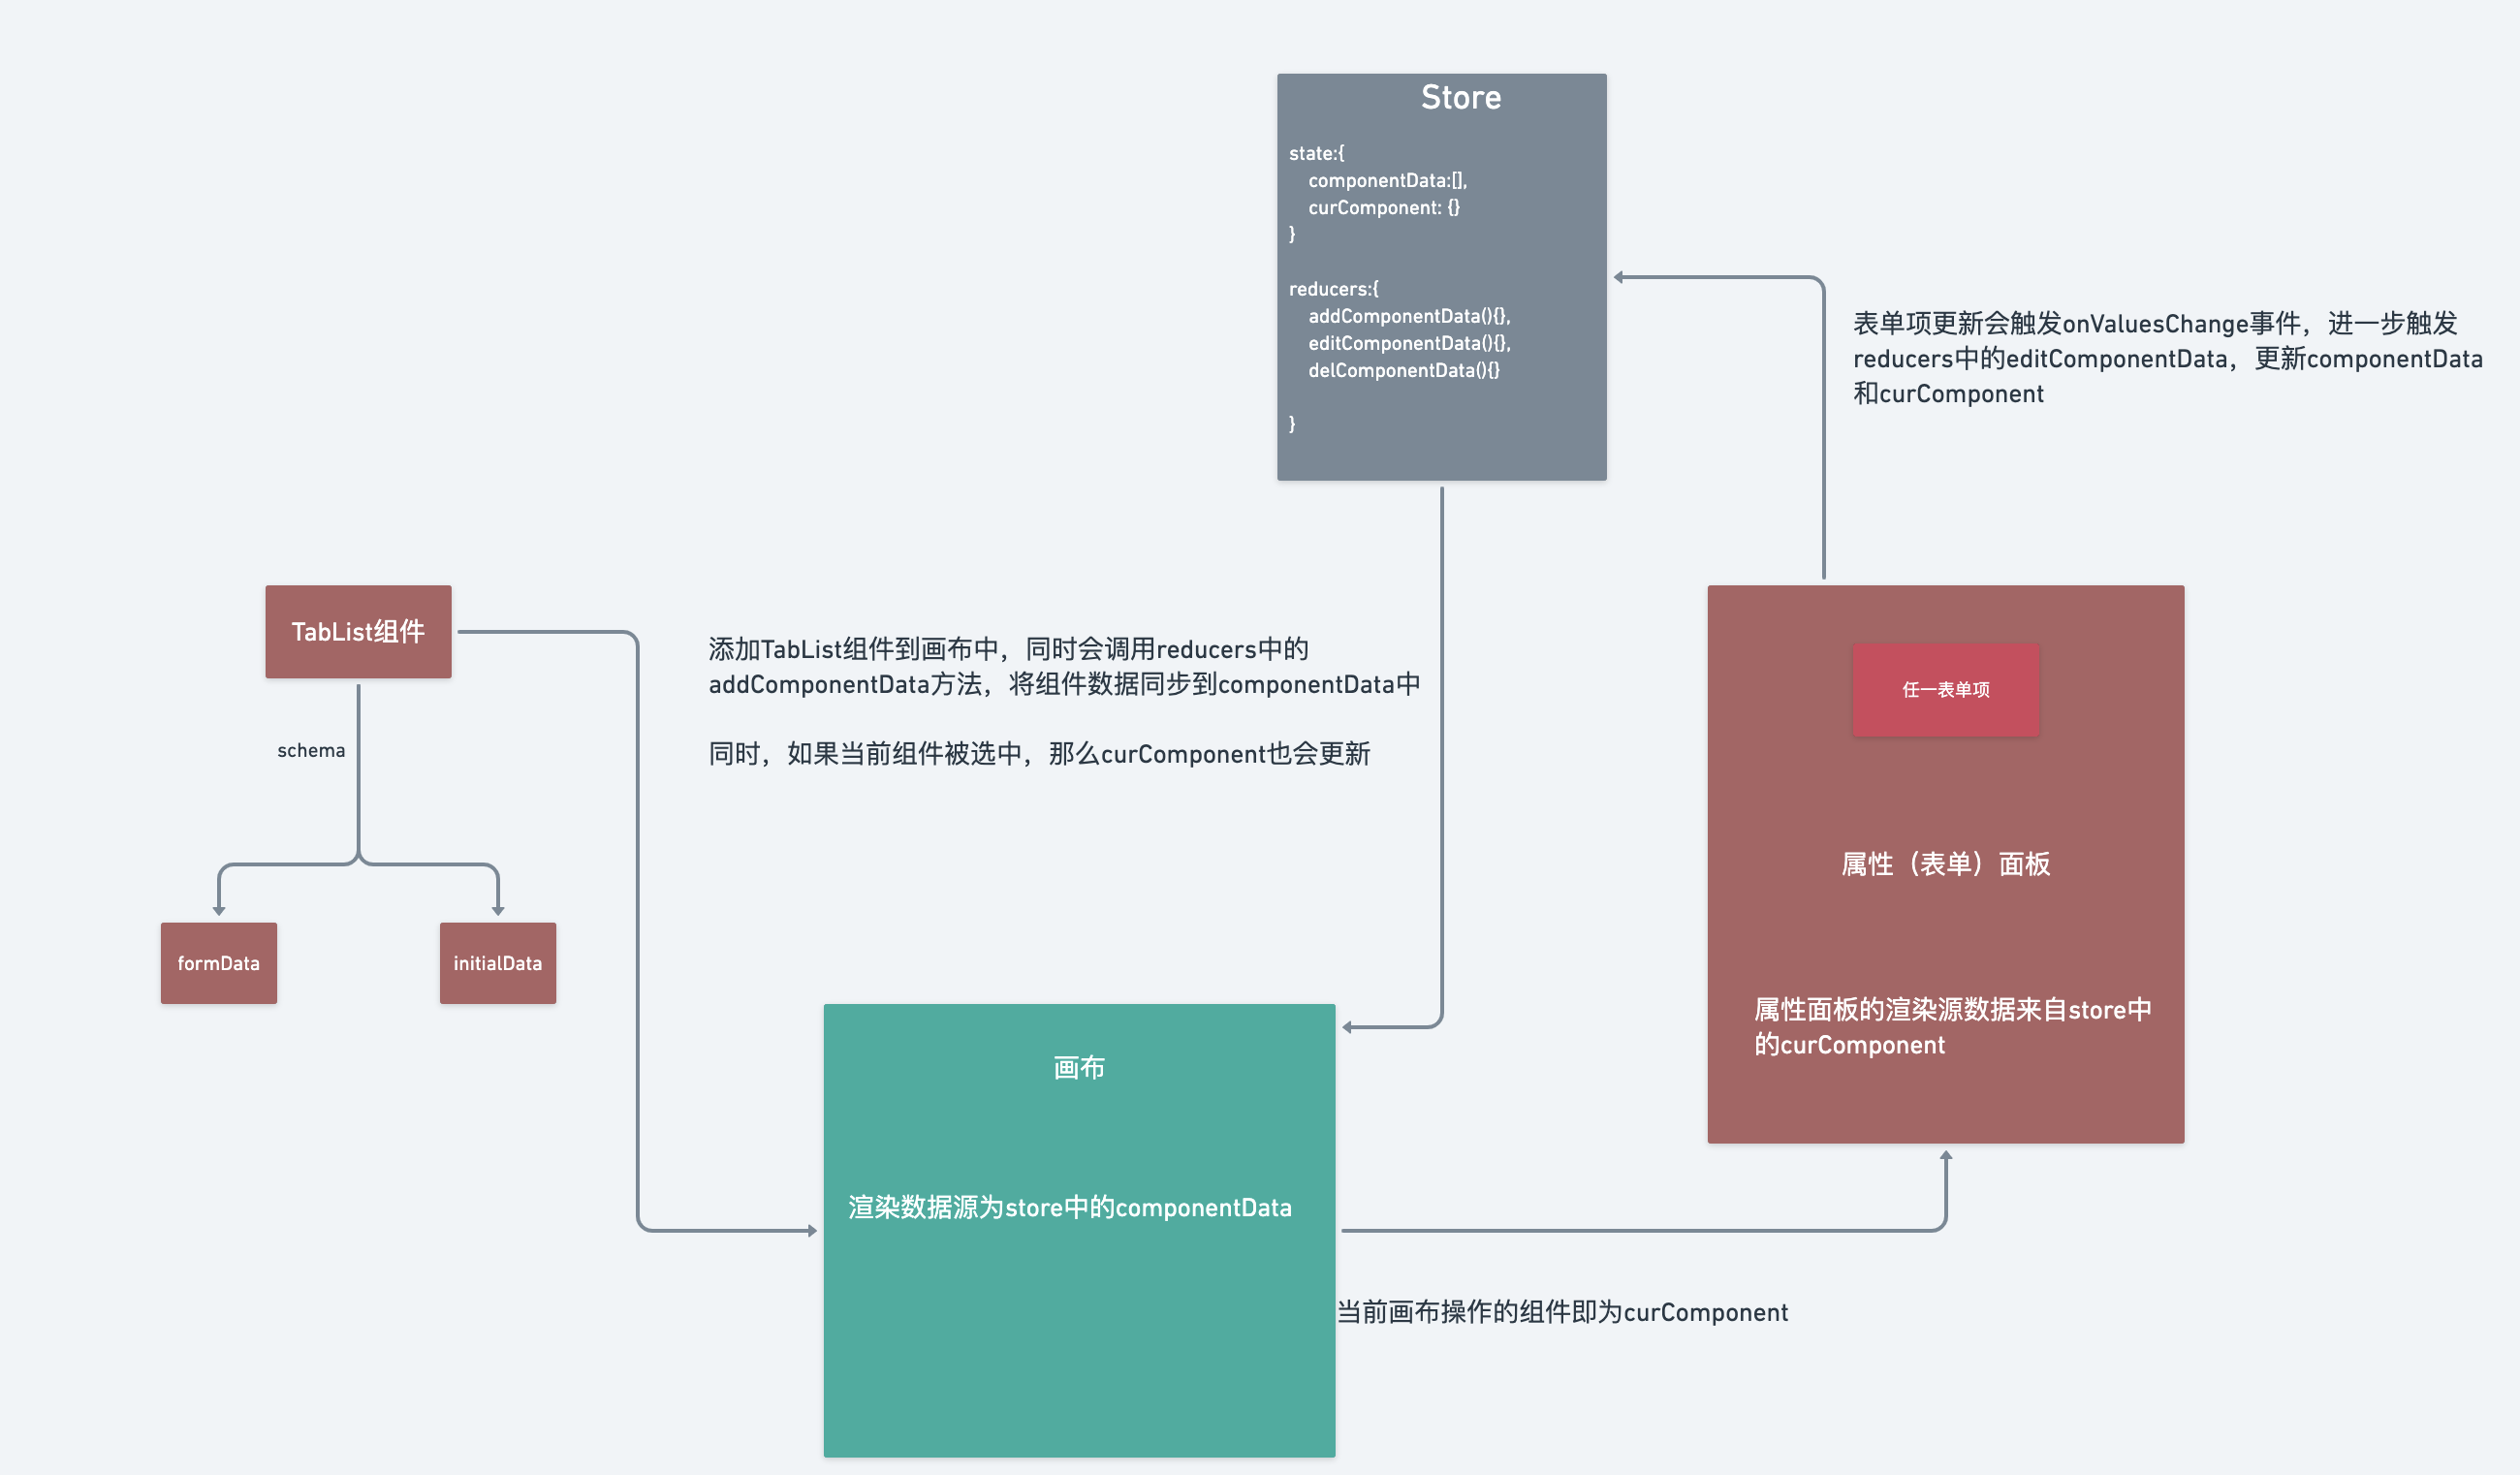 Store
state:{
componentData:[],
curComponent: {}
}
reducers:{
addComponentData(){},
editComponentData(){},
delComponentData(){}
}
表单项更新会触发onValuesChange事件，进一步触发
reducers中的editComponentData，更新componentData
和curComponent
TabList组件
schema
formData
initialData
添加TabList组件到画布中，同时会调用reducers中的
addComponentData方法，将组件数据同步到componentData中
同时，如果当前组件被选中，那么curComponent也会更新
任一表单项
属性（表单）面板
属性面板的渲染源数据来自store中
的curComponent
画布
渲染数据源为store中的componentData
当前画布操作的组件即为curComponent